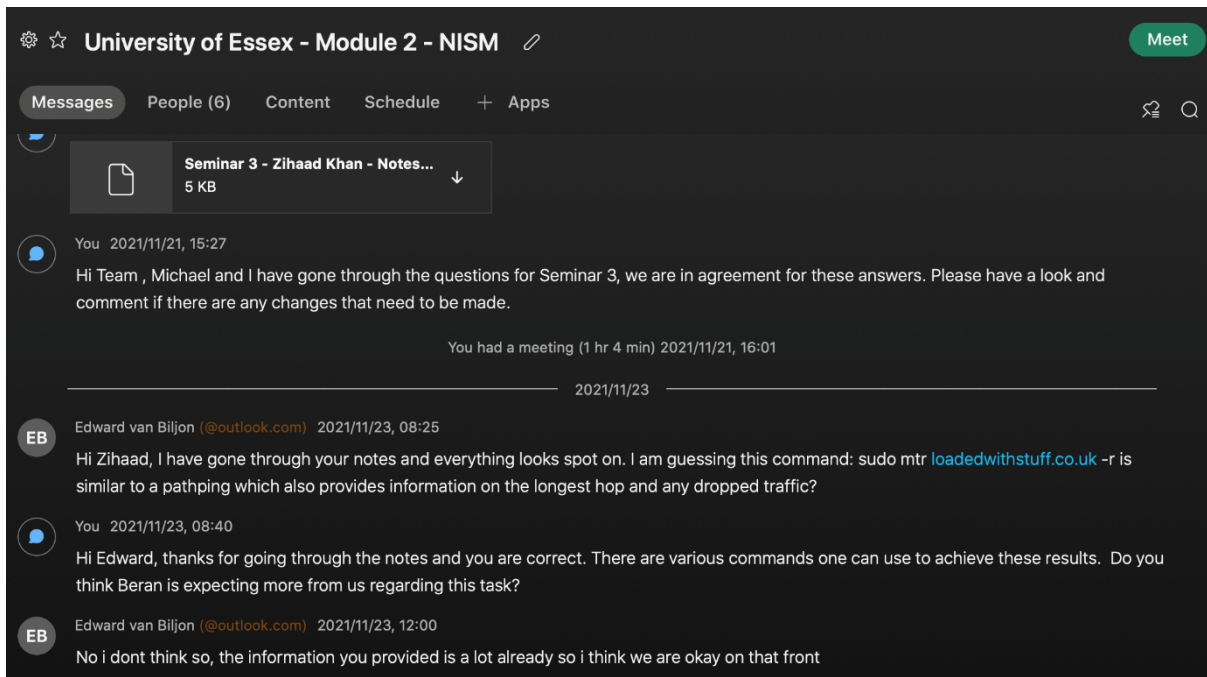 University of Essex - Module 2 - NISM
Meet
Messages People (6) Content Schedule + Apps
Seminar 3 - Zihaad Khan - Notes...
5 KB
You 2021/11/21, 15:27
Hi Team , Michael and I have gone through the questions for Seminar 3, we are in agreement for these answers. Please have a look and
comment if there are any changes that need to be made.
You had a meeting (1 hr 4 min) 2021/11/21, 16:01
2021/11/23
EB
Edward van Biljon (@outlook.com) 2021/11/23, 08:25
Hi Zihaad, I have gone through your notes and everything looks spot on. I am guessing this command: sudo mtr loadedwithstuff.co.uk -r is
similar to a pathping which also provides information on the longest hop and any dropped traffic?
You 2021/11/23, 08:40
Hi Edward, thanks for going through the notes and you are correct. There are various commands one can use to achieve these results.  Do you
think Beran is expecting more from us regarding this task?
EB
Edward van Biljon (@outlook.com) 2021/11/23, 12:00
No i dont think so, the information you provided is a lot already so i think we are okay on that front